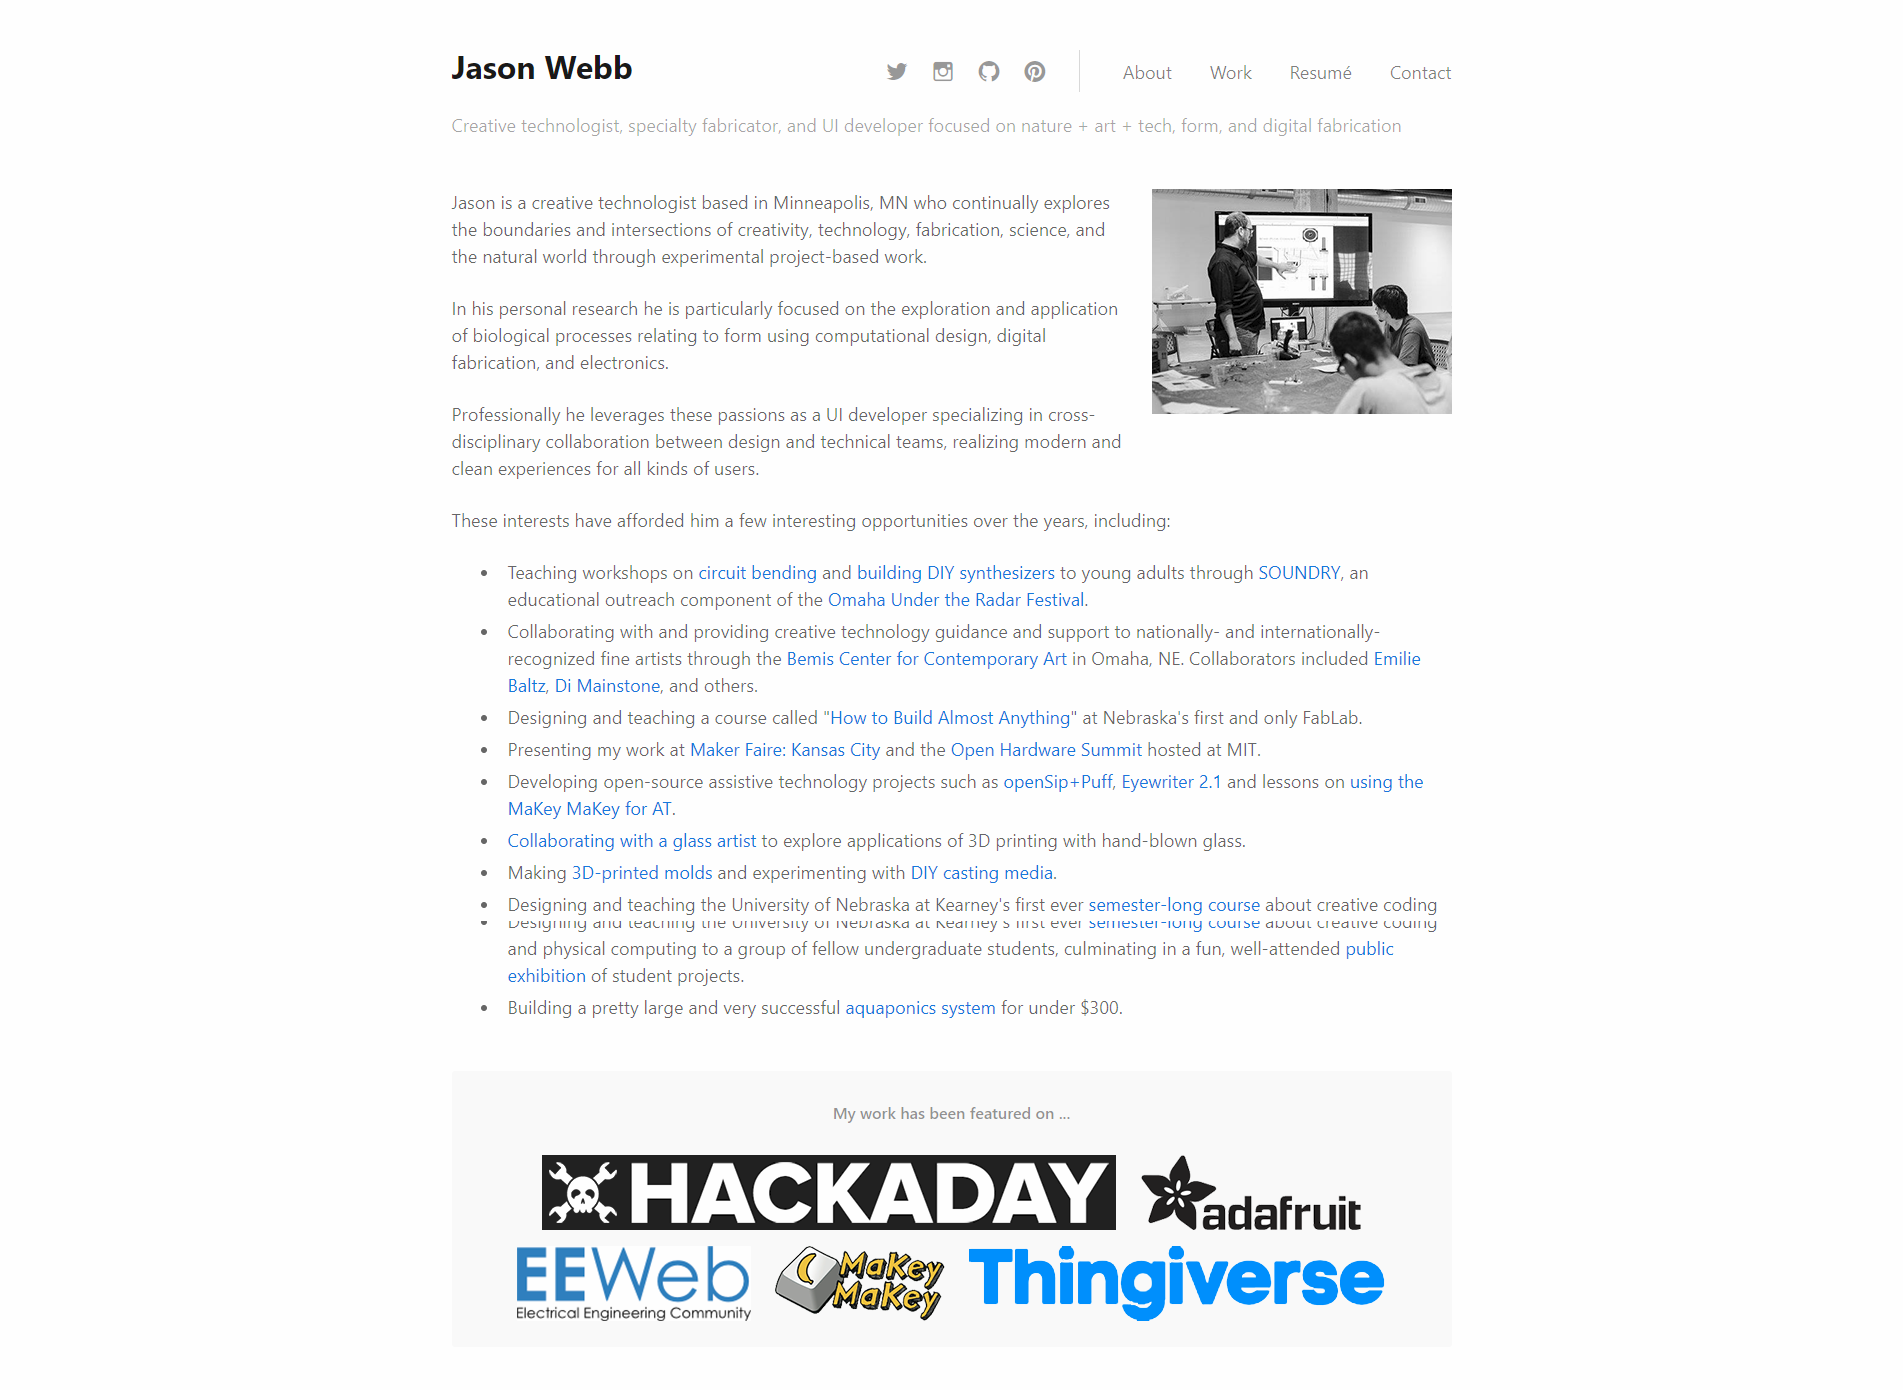 Jason Webb
About Work Resumé Contact
Creative technologist, specialty fabricator, and UI developer focused on nature + art + tech, form, and digital fabrication
Jason is a creative technologist based in Minneapolis, MN who continually explores
the boundaries and intersections of creativity, technology, fabrication, science, and
the natural world through experimental project-based work.
In his personal research he is particularly focused on the exploration and application
of biological processes relating to form using computational design, digital
fabrication, and electronics.
Professionally he leverages these passions as a UI developer specializing in cross-
disciplinary collaboration between design and technical teams, realizing modern and
clean experiences for all kinds of users.
These interests have afforded him a few interesting opportunities over the years, including:
• Teaching workshops on circuit bending and building DIY synthesizers to young adults through SOUNDRY, an
educational outreach component of the Omaha Under the Radar Festival.
• Collaborating with and providing creative technology guidance and support to nationally- and internationally-
recognized fine artists through the Bemis Center for Contemporary Art in Omaha, NE. Collaborators included Emilie
Baltz, Di Mainstone, and others.
• Designing and teaching a course called "How to Build Almost Anything" at Nebraska's first and only FabLab.
• Presenting my work at Maker Faire: Kansas City and the Open Hardware Summit hosted at MIT.
• Developing open-source assistive technology projects such as openSip+Puff, Eyewriter 2.1 and lessons on using the
MaKey MaKey for AT.
• Collaborating with a glass artist to explore applications of 3D printing with hand-blown glass.
• Making 3D-printed molds and experimenting with DIY casting media.
• Designing and teaching the University of Nebraska at Kearney's first ever semester-long course about creative coding
• Designing and teaching the University of Nebraska at Kearney's first ever semester-long course about creative coding
and physical computing to a group of fellow undergraduate students, culminating in a fun, well-attended public
exhibition of student projects.
• Building a pretty large and very successful aquaponics system for under $300.
My work has been featured on ...
HACKADAY adafruit
EEWeb
Electrical Engineering Community
MaKey
MaKey
Thingiverse